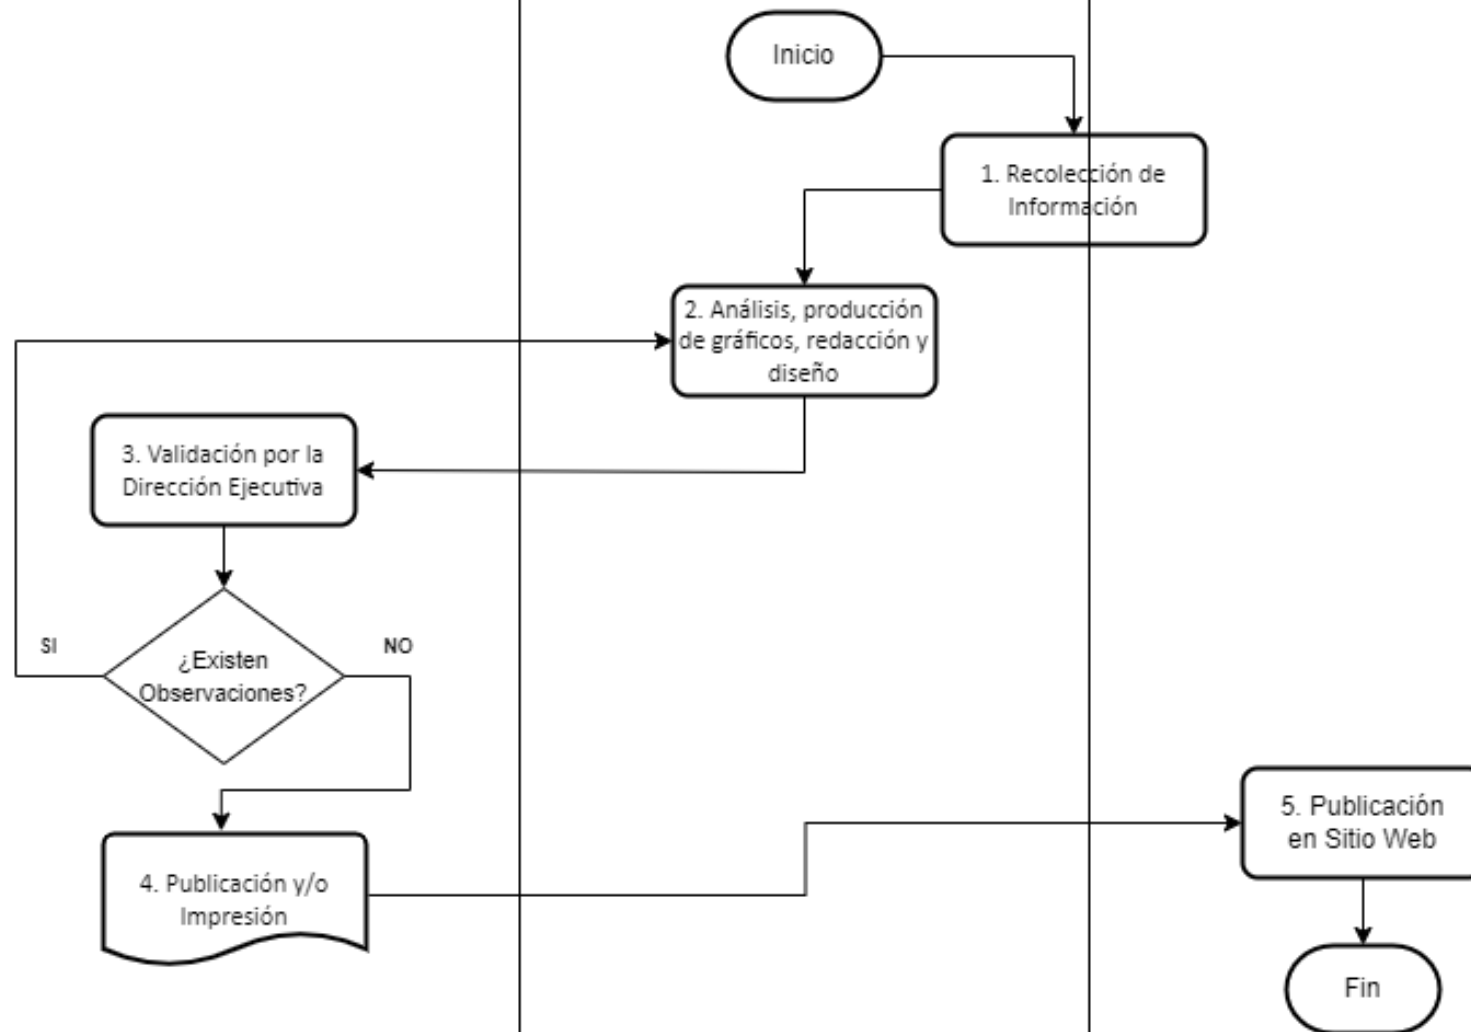 Inicio
1. Recolección de
Información
2. Análisis, producción
de gráficos, redacción y
diseño
3. Validación por la
Dirección Ejecutiva
SI
NO
¿Existen
Observaciones?
4. Publicación y/o
Impresión
5. Publicación
en Sitio Web
Fin